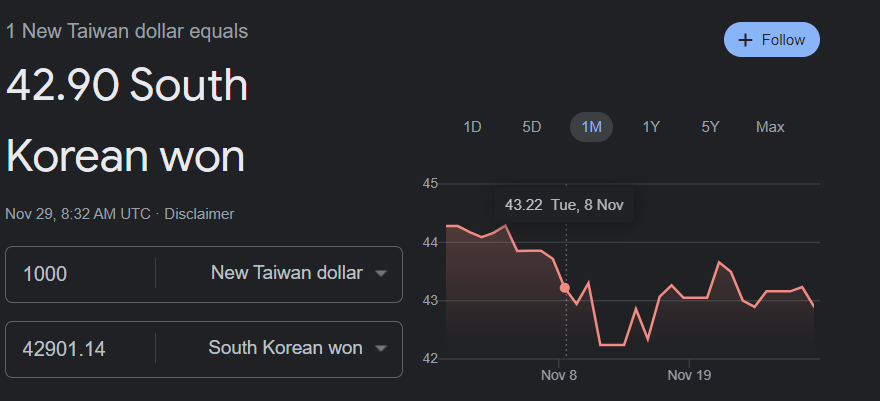 1 New Taiwan dollar equals
+ Follow
42.90 South
Korean won
Nov 29, 8:32 AM UTC · Disclaimer
1000 New Taiwan dollar
42901.14 South Korean won
1D 5D 1M 1Y 5Y Max
45
43.22 Tue, 8 Nov
44
43
42
Nov 8 Nov 19